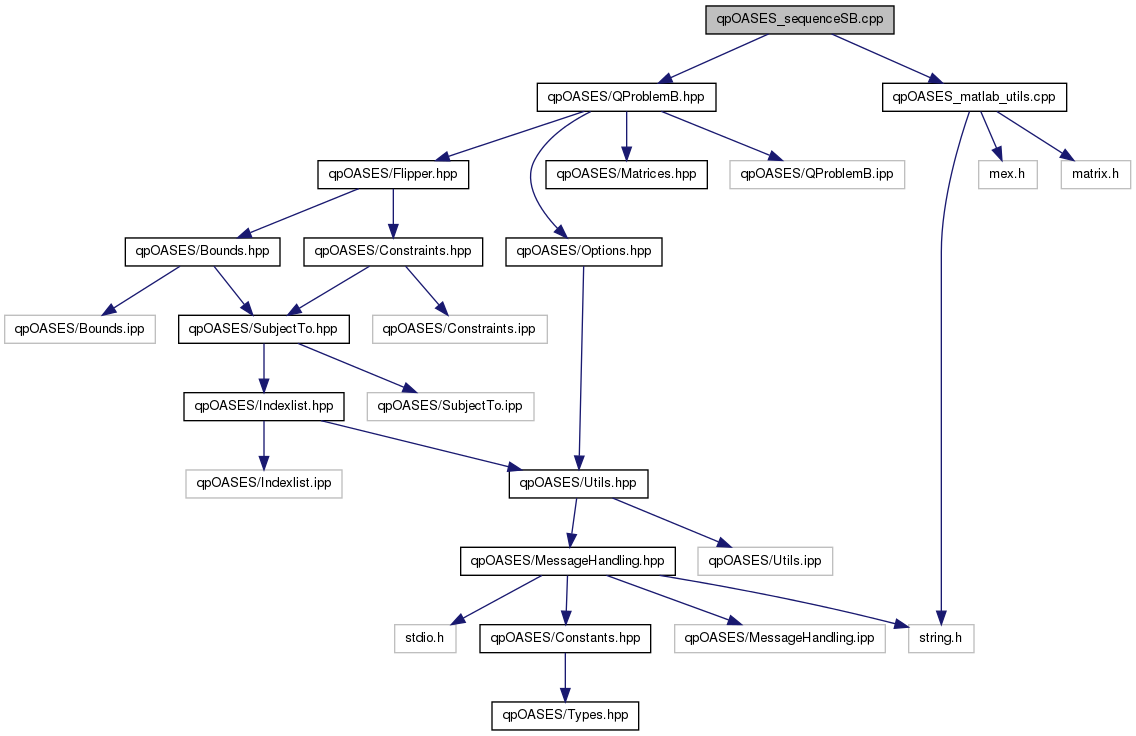 qpOASES_sequenceSB.cpp
qpOASES/QProblemB.hpp
qpOASES_matlab_utils.cpp
qpOASES/Flipper.hpp
qpOASES/Matrices.hpp
qpOASES/QProblemB.ipp
mex.h
matrix.h
qpOASES/Bounds.hpp
qpOASES/Constraints.hpp
qpOASES/Options.hpp
qpOASES/Bounds.ipp
qpOASES/SubjectTo.hpp
qpOASES/Constraints.ipp
qpOASES/Indexlist.hpp
qpOASES/SubjectTo.ipp
qpOASES/Indexlist.ipp
qpOASES/Utils.hpp
qpOASES/MessageHandling.hpp
qpOASES/Utils.ipp
stdio.h
qpOASES/Constants.hpp
qpOASES/MessageHandling.ipp
string.h
qpOASES/Types.hpp